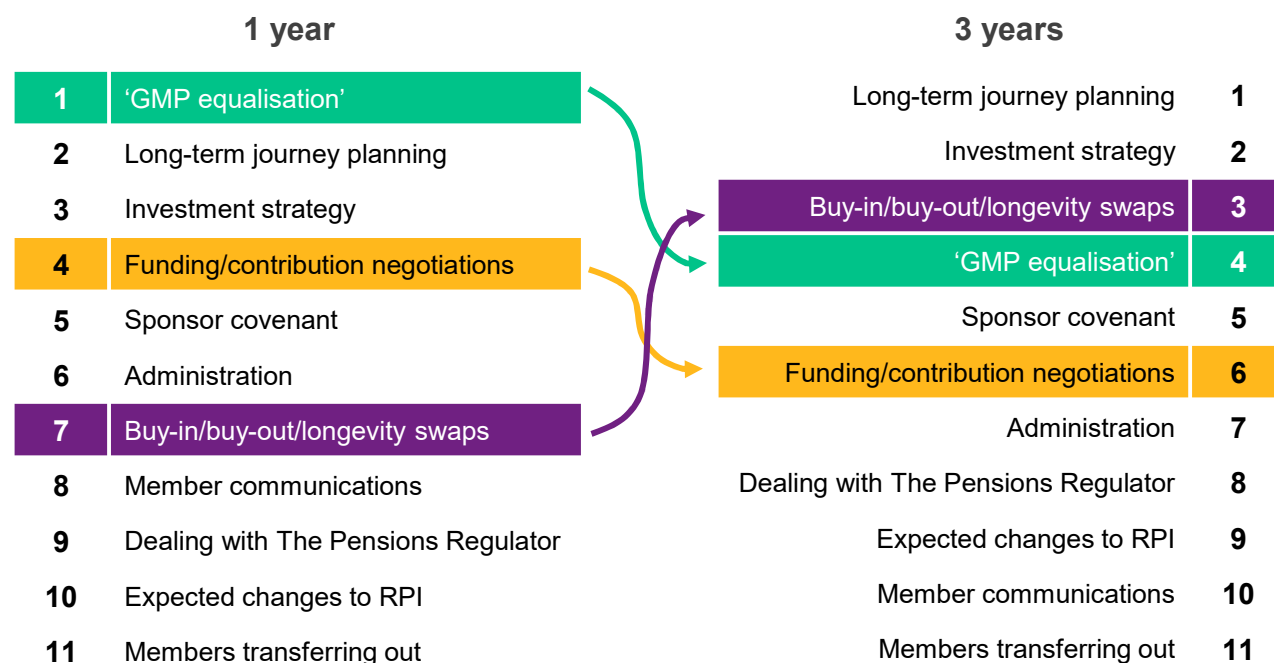 1 year
1 ‘GMP equalisation’
2 Long-term journey planning
3 Investment strategy
4 Funding/contribution negotiations
5 Sponsor covenant
6 Administration
7 Buy-in/buy-out/longevity swaps
8 Member communications
9 Dealing with The Pensions Regulator
10 Expected changes to RPI
11 Members transferring out
3 years
Long-term journey planning 1
Investment strategy 2
Buy-in/buy-out/longevity swaps 3
‘GMP equalisation’ 4
Sponsor covenant 5
Funding/contribution negotiations 6
Administration 7
Dealing with The Pensions Regulator 8
Expected changes to RPI 9
Member communications 10
Members transferring out 11